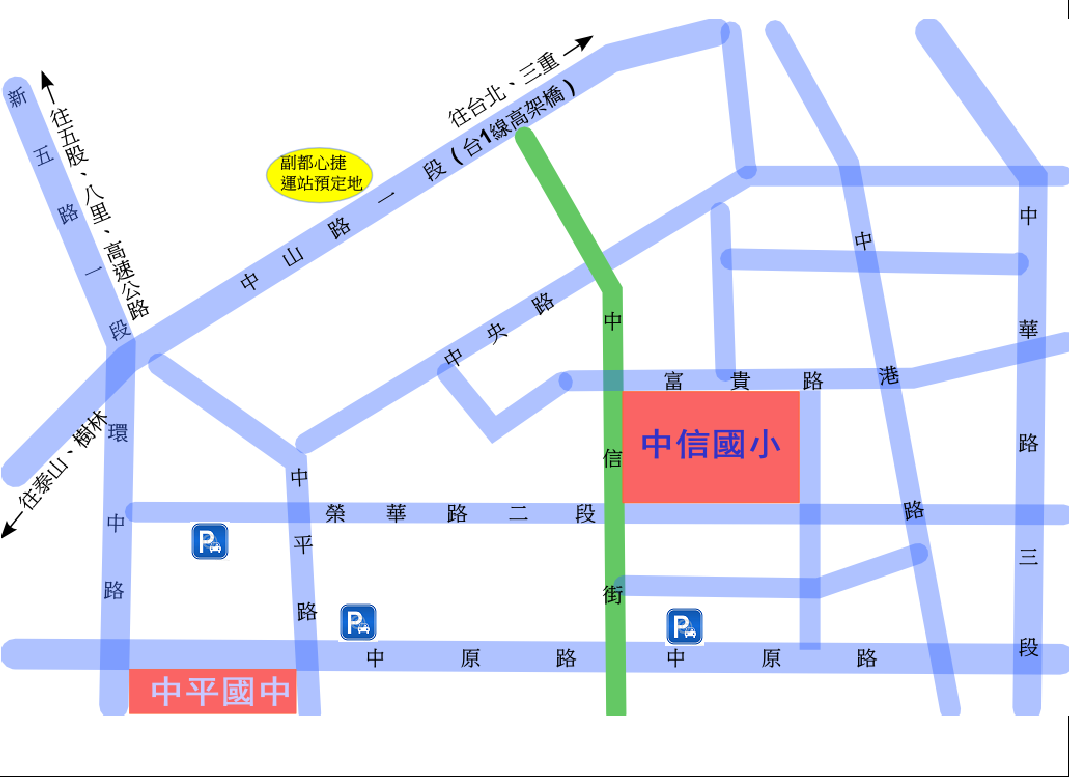 新五路一段
往五股、八里、高速公路
往台北、三重
中山路一段(台1線高架橋)
副都心捷
運站預定地
中央路
中港路
中華路三段
富貴路
中信國小
中信街
往泰山、樹林
環中路
中平路
榮華路二段
P
P
P
中原路
中原路
中平國中